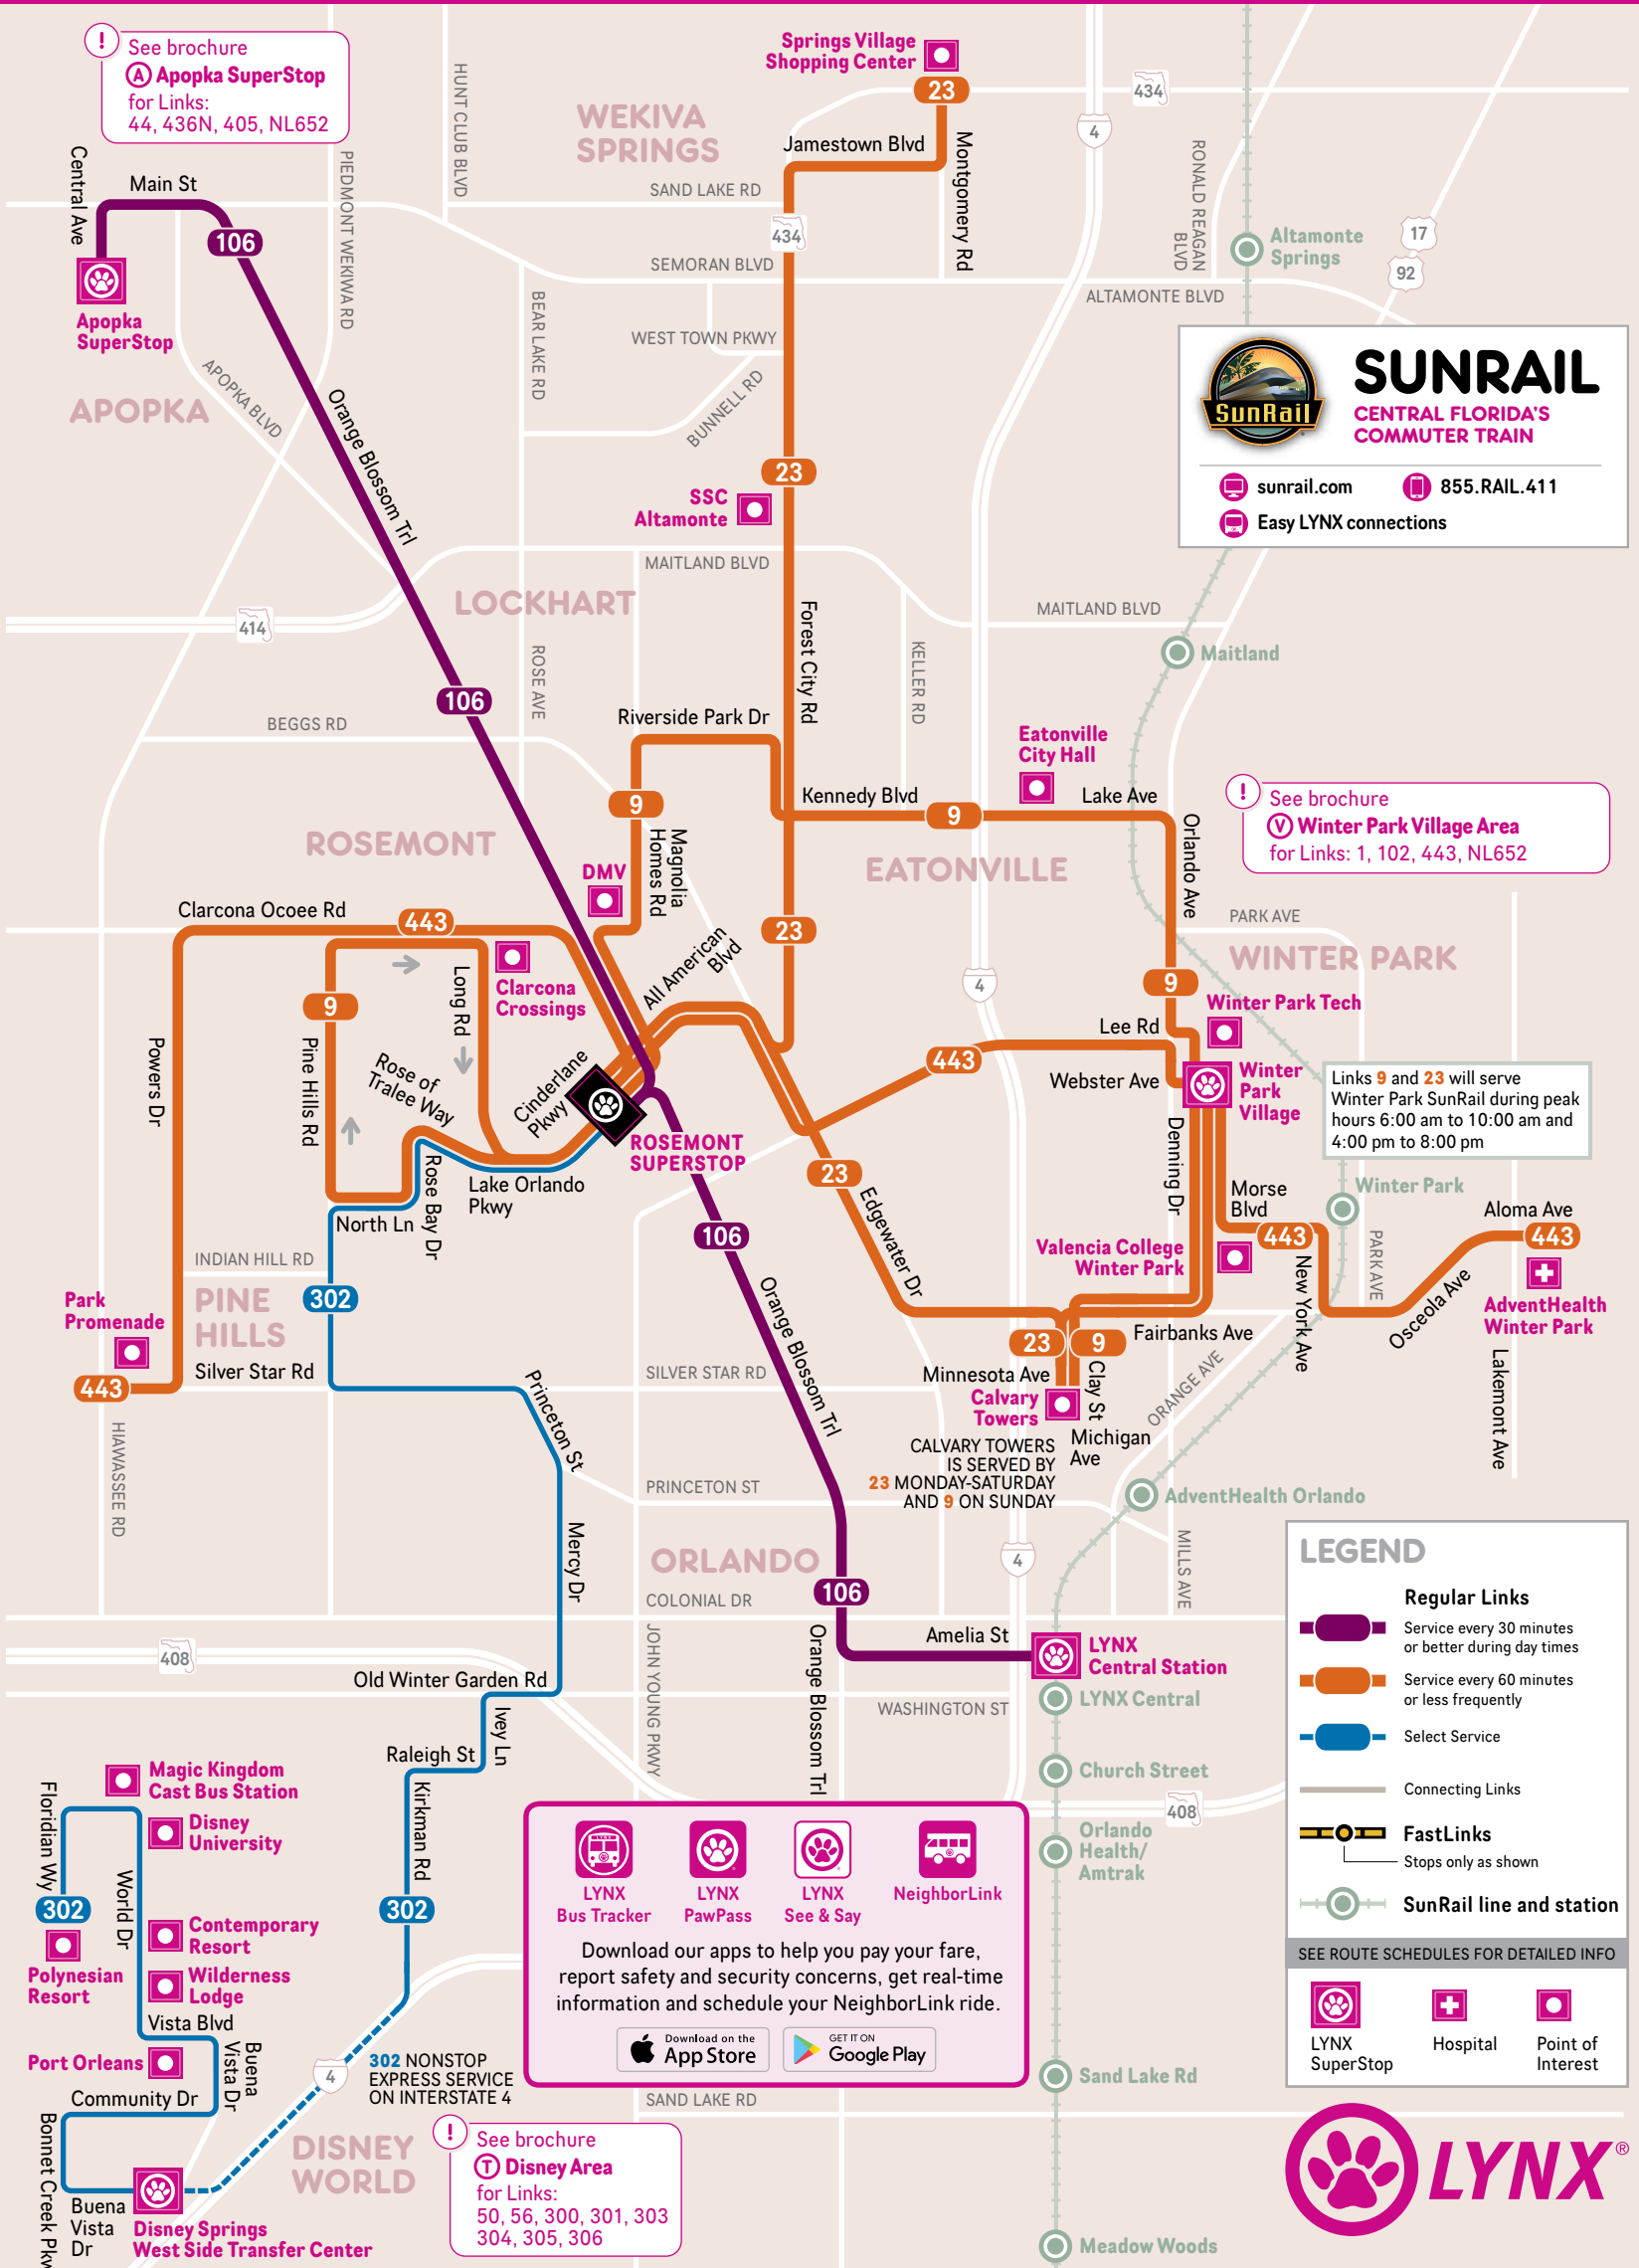 !
See brochure
A Apopka SuperStop
for Links:
44, 436N, 405, NL652
Springs Village
Shopping Center
23
434
4
WEKIVA
SPRINGS
HUNT CLUB BLVD
Jamestown Blvd
Montgomery Rd
RONALD REAGAN
BLVD
Central Ave
Main St
PIEDMONT WEKIWA RD
SAND LAKE RD
106
434
SEMORAN BLVD
Altamonte
Springs
17
92
ALTAMONTE BLVD
Apopka
SuperStop
BEAR LAKE RD
WEST TOWN PKWY
APOPKA BLVD
BUNNELL RD
APOPKA
Orange Blossom Trl
SunRail
SUNRAIL
CENTRAL FLORIDA'S
COMMUTER TRAIN
sunrail.com
855.RAIL.411
Easy LYNX connections
23
SSC
Altamonte
MAITLAND BLVD
LOCKHART
414
Forest City Rd
MAITLAND BLVD
ROSE AVE
KELLER RD
Maitland
106
BEGGS RD
Riverside Park Dr
Eatonville
City Hall
9
Kennedy Blvd
9
Lake Ave
!
See brochure
V Winter Park Village Area
for Links: 1, 102, 443, NL652
ROSEMONT
Magnolia
Homes Rd
EATONVILLE
Orlando Ave
DMV
Clarcona Ocoee Rd
443
23
PARK AVE
All American
Blvd
WINTER PARK
Clarcona
Crossings
Long Rd
9
4
9
Winter Park Tech
Lee Rd
Powers Dr
Pine Hills Rd
Rose of
Tralee Way
Cinderlane
Pkwy
443
Webster Ave
Winter
Park
Village
Links 9 and 23 will serve
Winter Park SunRail during peak
hours 6:00 am to 10:00 am and
4:00 pm to 8:00 pm
ROSEMONT
SUPERSTOP
Denning Dr
23
Rose Bay Dr
Lake Orlando
Pkwy
Edgewater Dr
Morse
Blvd
Winter Park
North Ln
106
443
Aloma Ave
443
INDIAN HILL RD
Valencia College
Winter Park
New York Ave
PARK AVE
Osceola Ave
PINE
HILLS
302
Orange Blossom Trl
AdventHealth
Winter Park
Park
Promenade
23
9
Fairbanks Ave
443
Silver Star Rd
SILVER STAR RD
Minnesota Ave
Clay St
ORANGE AVE
Lakemont Ave
Calvary
Towers
Princeton St
Michigan
Ave
HIAWASSEE RD
CALVARY TOWERS
IS SERVED BY
23 MONDAY-SATURDAY
AND 9 ON SUNDAY
PRINCETON ST
AdventHealth Orlando
Mercy Dr
ORLANDO
4
MILLS AVE
106
COLONIAL DR
408
JOHN YOUNG PKWY
Orange Blossom Trl
Amelia St
LYNX
Central Station
Old Winter Garden Rd
WASHINGTON ST
LYNX Central
Ivey Ln
Raleigh St
Church Street
Kirkman Rd
408
Orlando
Health/
Amtrak
LEGEND
Regular Links
Service every 30 minutes
or better during day times
Service every 60 minutes
or less frequently
Select Service
Connecting Links
FastLinks
Stops only as shown
SunRail line and station
SEE ROUTE SCHEDULES FOR DETAILED INFO
LYNX
SuperStop
Hospital
Point of
Interest
Magic Kingdom
Cast Bus Station
Floridian Wy
Disney
University
World Dr
302
302
Contemporary
Resort
Polynesian
Resort
Wilderness
Lodge
Vista Blvd
Port Orleans
Buena
Vista Dr
Community Dr
4
302 NONSTOP
EXPRESS SERVICE
ON INTERSTATE 4
LYNX
LYNX
Bus Tracker
LYNX
PawPass
LYNX
See & Say
NeighborLink
Download our apps to help you pay your fare,
report safety and security concerns, get real-time
information and schedule your NeighborLink ride.
Download on the
App Store
GET IT ON
Google Play
Sand Lake Rd
SAND LAKE RD
Bonnet Creek Pkw
DISNEY
WORLD
!
See brochure
T Disney Area
for Links:
50, 56, 300, 301, 303
304, 305, 306
Buena
Vista
Dr
Disney Springs
West Side Transfer Center
Meadow Woods
LYNX®